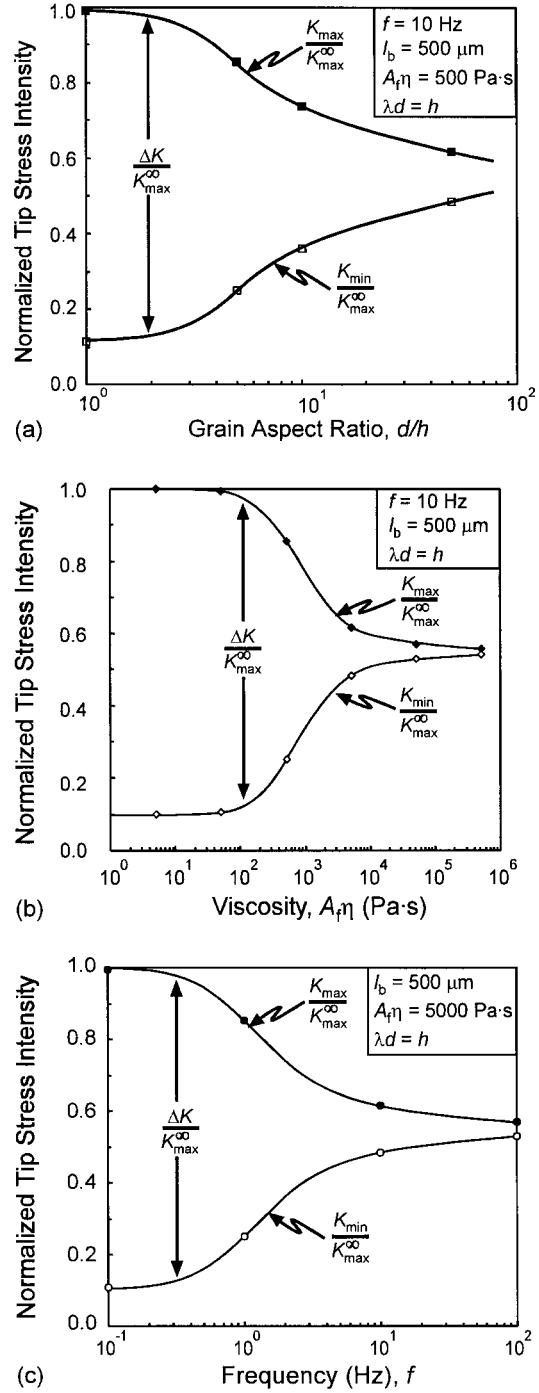 Normalized Tip Stress Intensity
1.0
0.8
0.6
0.4
0.2
0.0
K_max / K^∞_max
ΔK / K^∞_max
K_min / K^∞_max
f = 10 Hz
l_b = 500 μm
A_fη = 500 Pa·s
λd = h
10^0
10^1
10^2
Grain Aspect Ratio, d/h
(a)
Normalized Tip Stress Intensity
1.0
0.8
0.6
0.4
0.2
0.0
f = 10 Hz
l_b = 500 μm
λd = h
K_max / K^∞_max
ΔK / K^∞_max
K_min / K^∞_max
10^0
10^1
10^2
10^3
10^4
10^5
10^6
Viscosity, A_fη (Pa·s)
(b)
Normalized Tip Stress Intensity
1.0
0.8
0.6
0.4
0.2
0.0
K_max / K^∞_max
l_b = 500 μm
A_fη = 5000 Pa·s
λd = h
ΔK / K^∞_max
K_min / K^∞_max
10^-1
10^0
10^1
10^2
Frequency (Hz), f
(c)